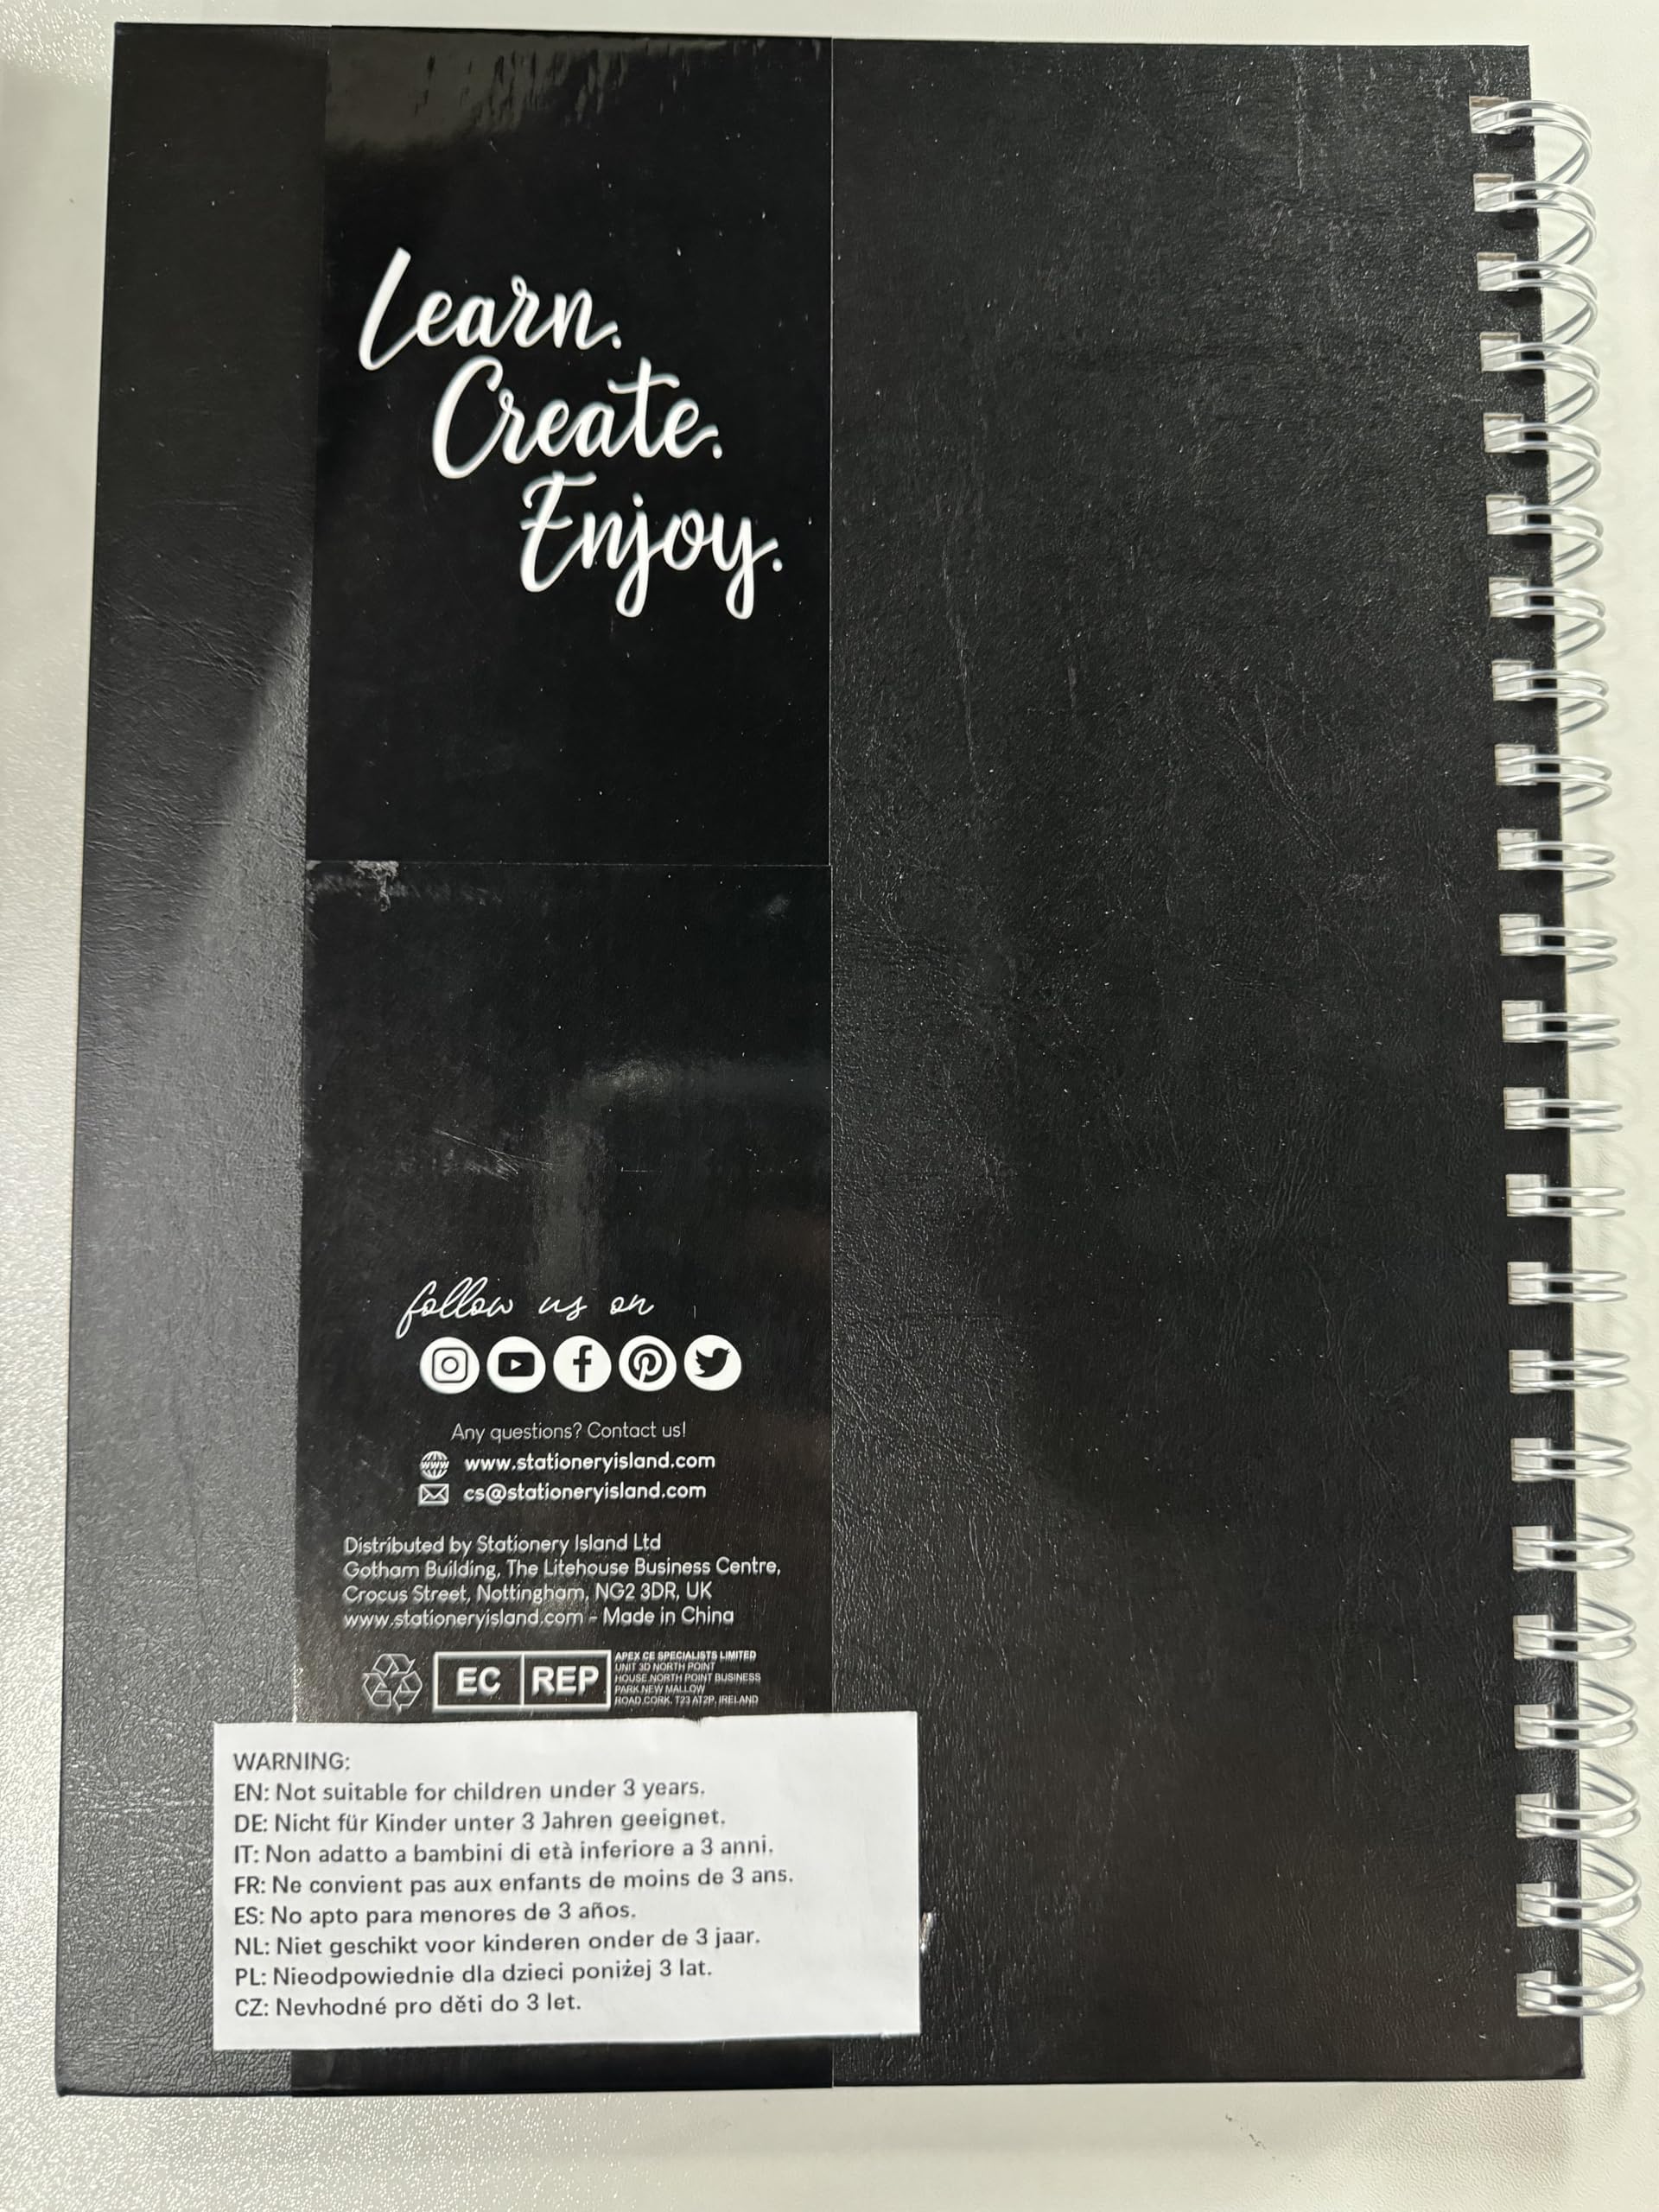 Learn.
Create.
Enjoy.
follow us on
Any questions? Contact us!
www www.stationeryisland.com
cs@stationeryisland.com
Distributed by Stationery Island Ltd
Gotham Building, The Litehouse Business Centre,
Crocus Street, Nottingham, NG2 3DR, UK
www.stationeryisland.com - Made in China
EC REP
APEX CE SPECIALISTS LIMITED
UNIT 3D NORTH POINT
HOUSE,NORTH POINT BUSINESS
PARK,NEW MALLOW
ROAD,CORK, T23 AT2P, IRELAND
WARNING:
EN: Not suitable for children under 3 years.
DE: Nicht für Kinder unter 3 Jahren geeignet.
IT: Non adatto a bambini di età inferiore a 3 anni.
FR: Ne convient pas aux enfants de moins de 3 ans.
ES: No apto para menores de 3 años.
NL: Niet geschikt voor kinderen onder de 3 jaar.
PL: Nieodpowiednie dla dzieci poniżej 3 lat.
CZ: Nevhodné pro děti do 3 let.